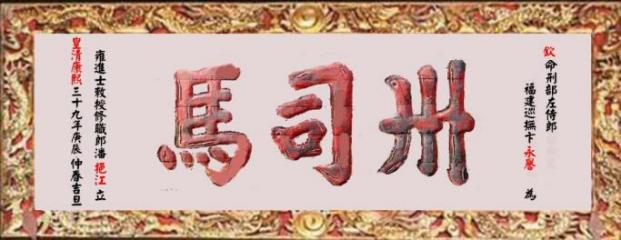 欽命刑部左侍郎
福建巡撫卞永譽 為
州司馬
雍進士教授修職郎潘挹江 立
皇清康熙三十九年庚辰仲春吉旦